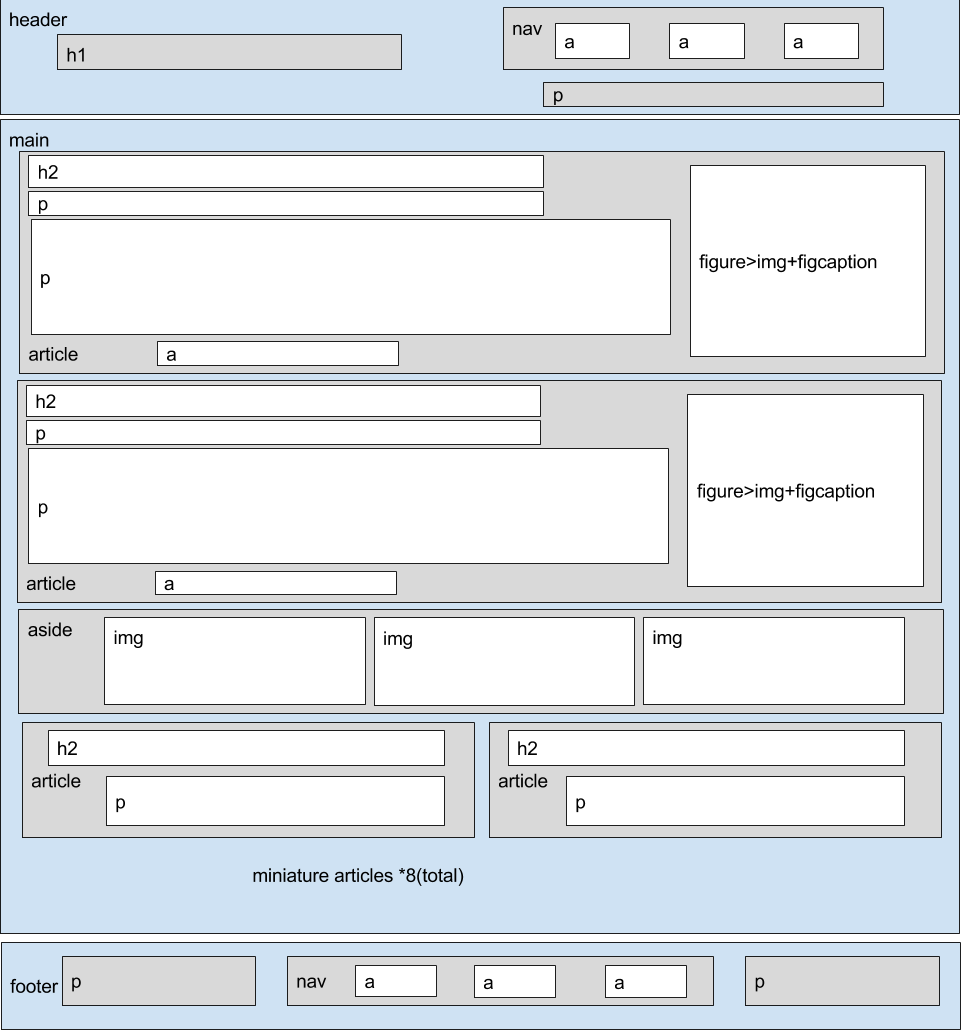 header
h1
nav
a
a
a
p
main
h2
p
p
figure>img+figcaption
article
a
h2
p
p
figure>img+figcaption
article
a
aside
img
img
img
h2
article
p
h2
article
p
miniature articles *8(total)
footer
p
nav
a
a
a
p